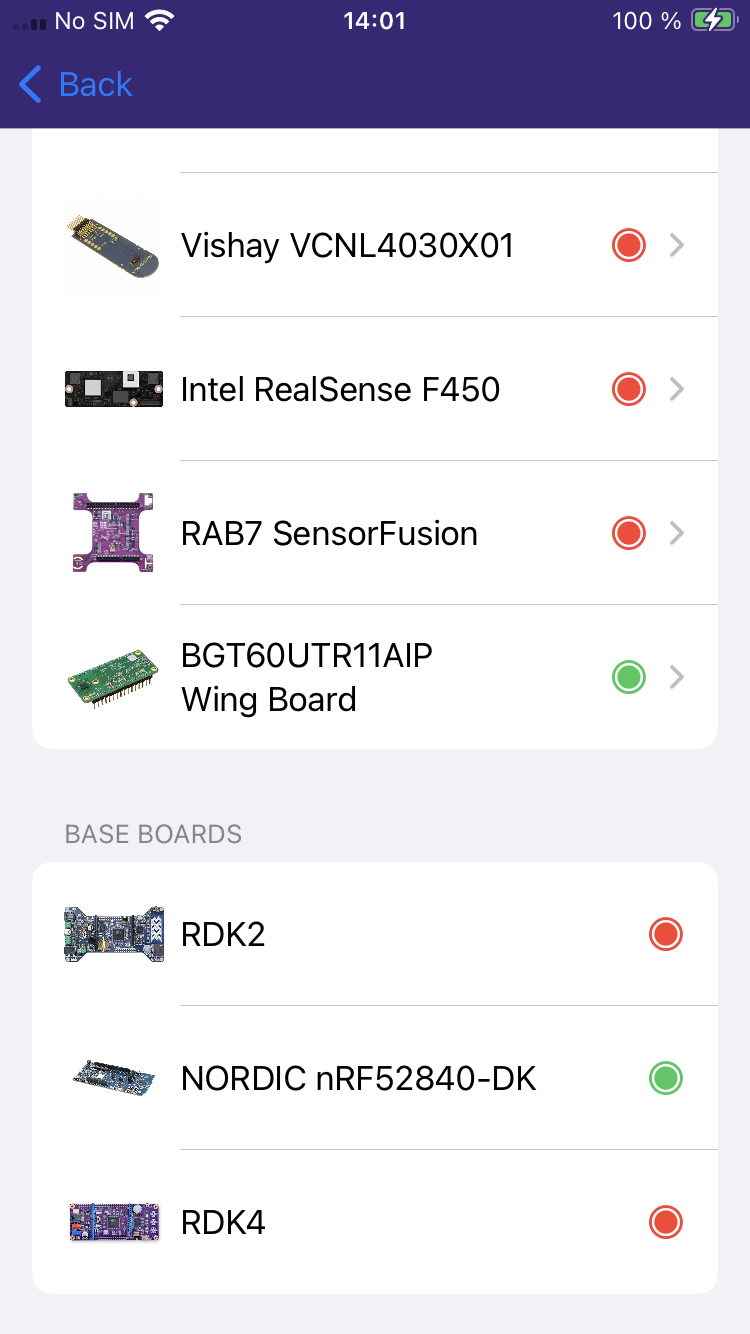 No SIM 14:01 100 %
Back
Vishay VCNL4030X01
Intel RealSense F450
RAB7 SensorFusion
BGT60UTR11AIP
Wing Board
BASE BOARDS
RDK2
NORDIC nRF52840-DK
RDK4